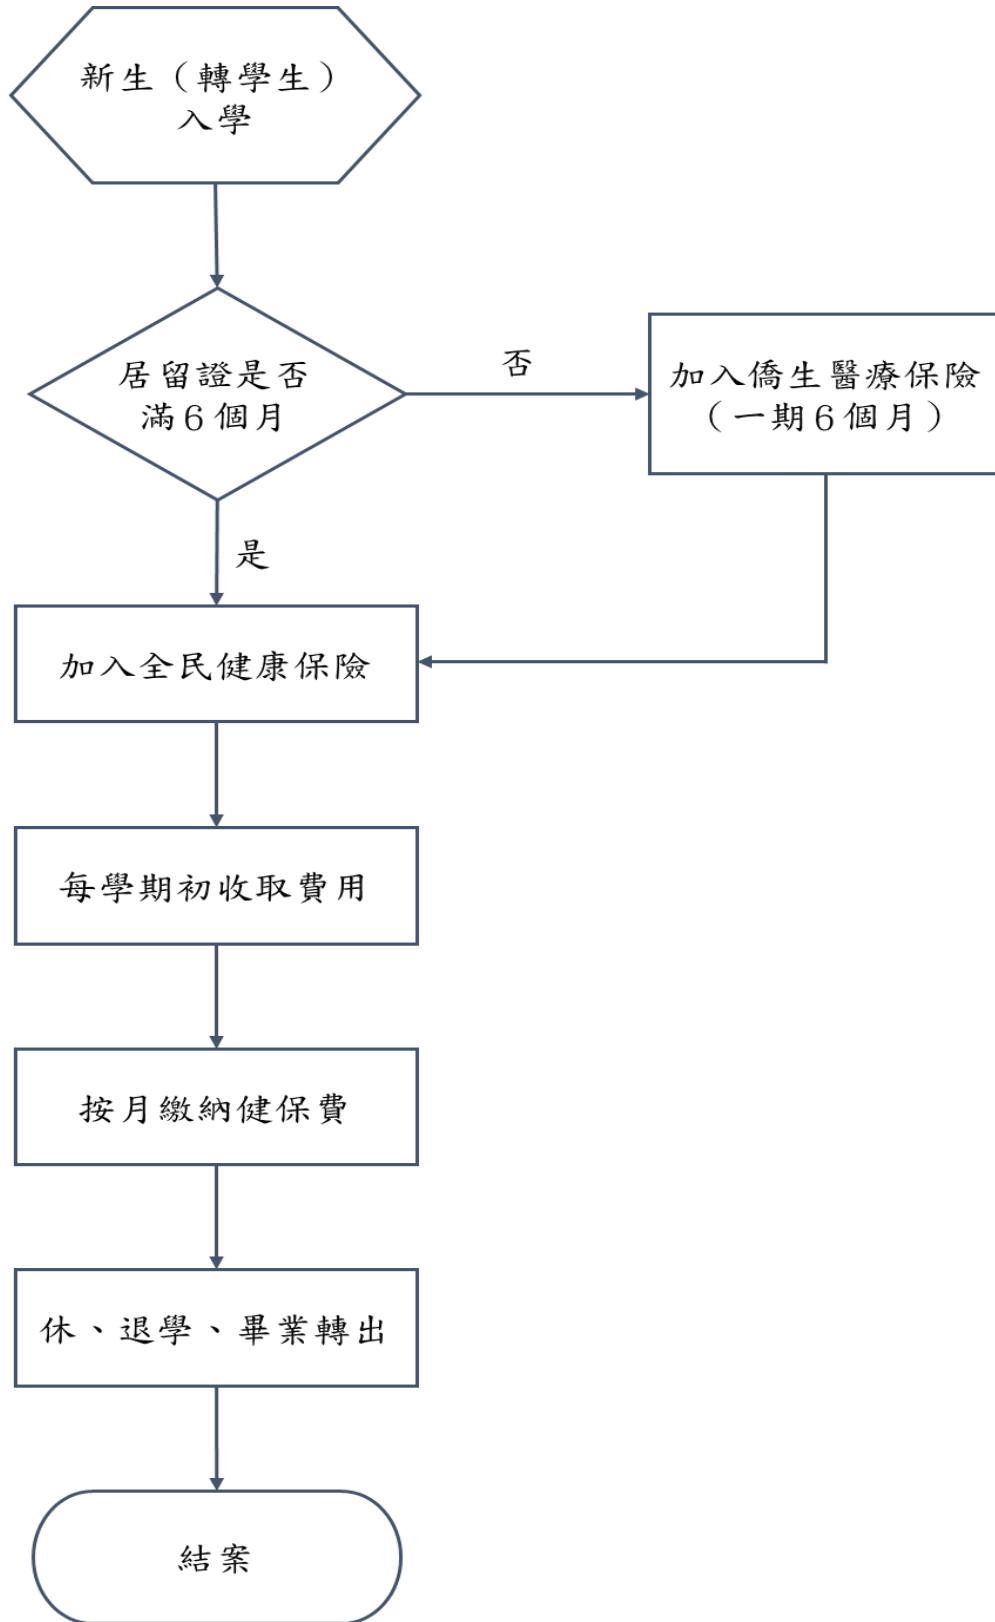 新生（轉學生）
入學
居留證是否
滿6個月
否
加入僑生醫療保險
（一期6個月）
是
加入全民健康保險
每學期初收取費用
按月繳納健保費
休、退學、畢業轉出
結案